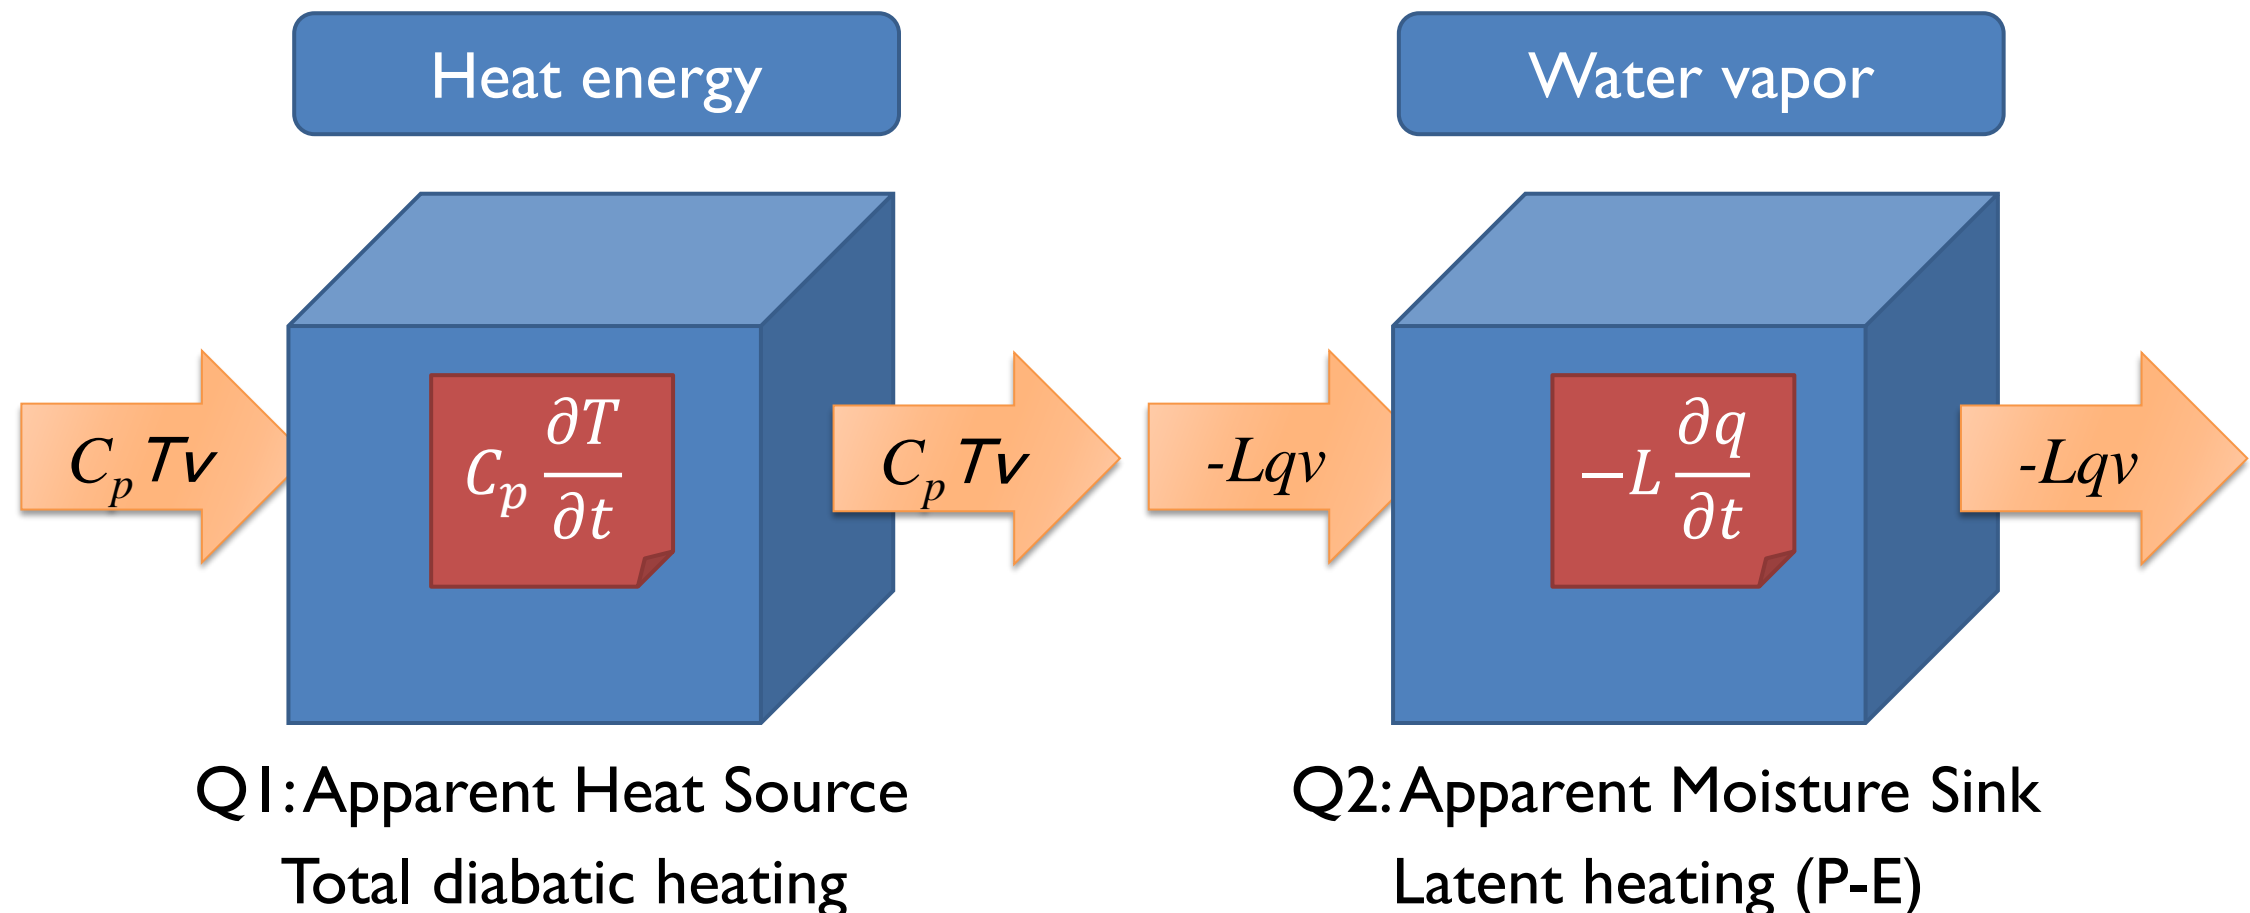 Heat energy
Water vapor
C_p Tv
C_p ∂T/∂t
C_p Tv
-Lqv
−L ∂q/∂t
-Lqv
Q1: Apparent Heat Source
Total diabatic heating
Q2: Apparent Moisture Sink
Latent heating (P-E)